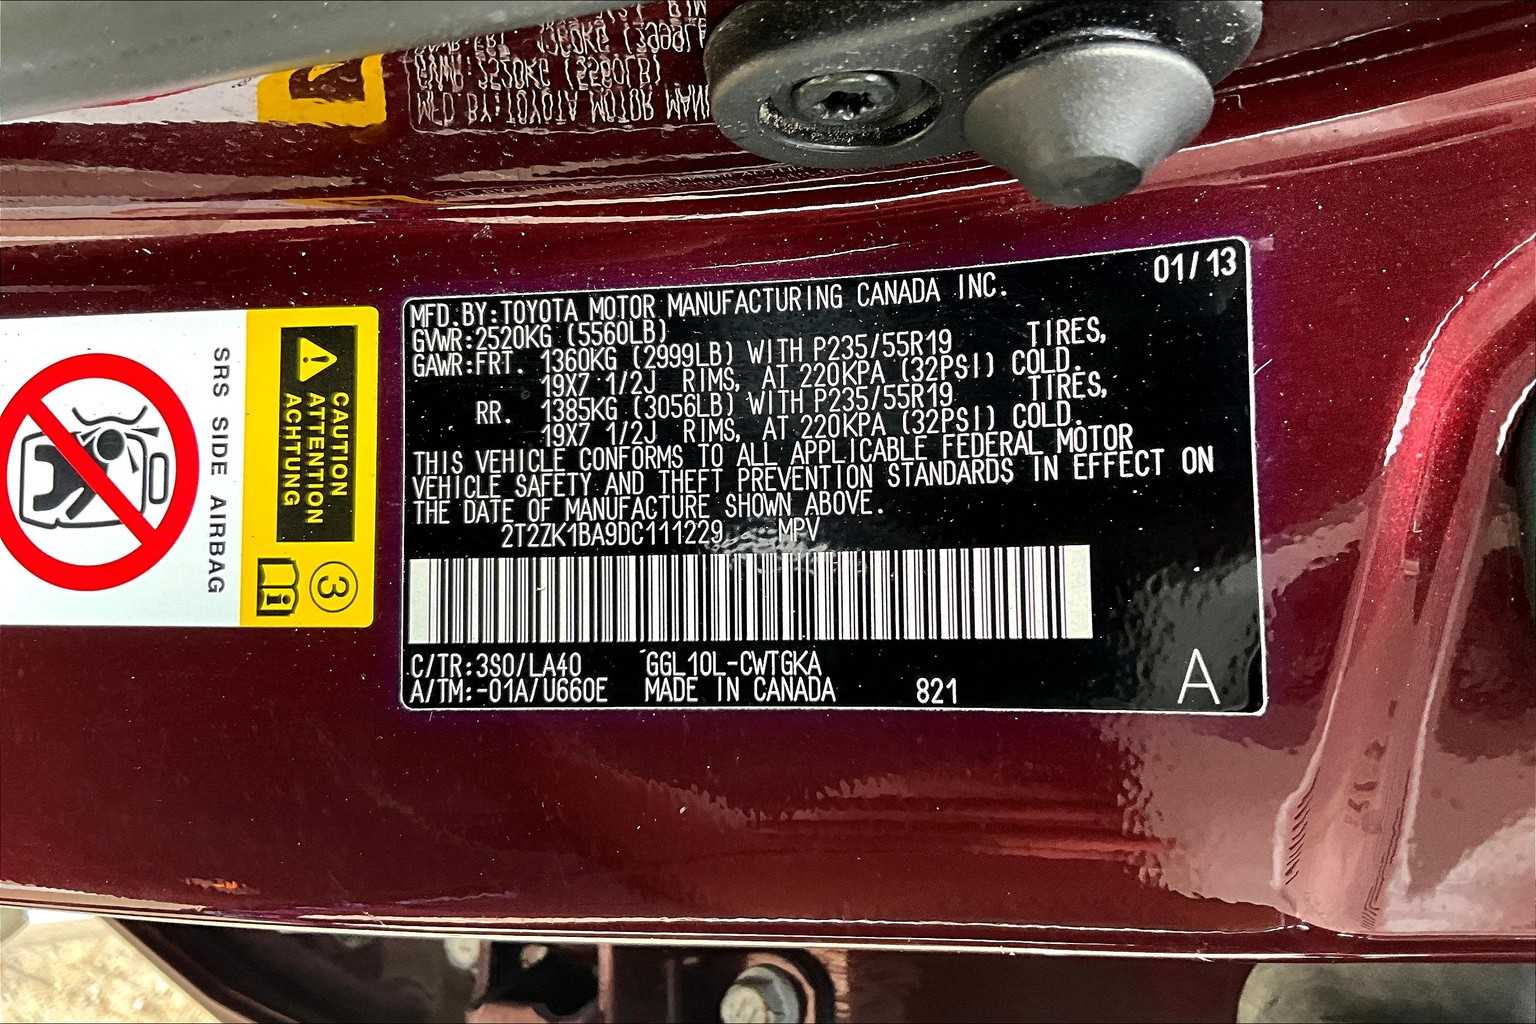 01/13
MFD.BY:TOYOTA MOTOR MANUFACTURING CANADA INC.
GVWR:2520KG (5560LB)
GAWR:FRT. 1360KG (2999LB) WITH P235/55R19 TIRES,
19X7 1/2J RIMS, AT 220KPA (32PSI) COLD.
RR. 1385KG (3056LB) WITH P235/55R19 TIRES,
19X7 1/2J RIMS, AT 220KPA (32PSI) COLD.
THIS VEHICLE CONFORMS TO ALL APPLICABLE FEDERAL MOTOR
VEHICLE SAFETY AND THEFT PREVENTION STANDARDS IN EFFECT ON
THE DATE OF MANUFACTURE SHOWN ABOVE.
2T2ZK1BA9DC111229 MPV
C/TR:3S0/LA40 GGL10L-CWTGKA
A/TM:-01A/U660E MADE IN CANADA 821
A
CAUTION
ATTENTION
ACHTUNG
3
SRS SIDE AIRBAG